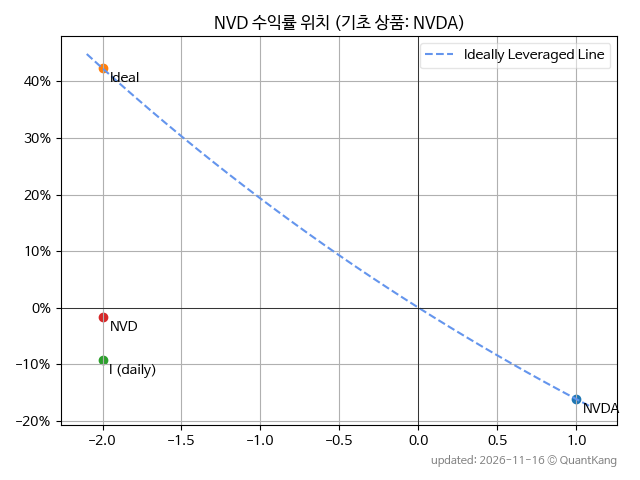 NVD 수익률 위치 (기초 상품: NVDA)
Ideally Leveraged Line
40%
30%
20%
10%
0%
−10%
−20%
Ideal
NVD
I (daily)
NVDA
−2.0 −1.5 −1.0 −0.5 0.0 0.5 1.0
updated: 2026-11-16 © QuantKang